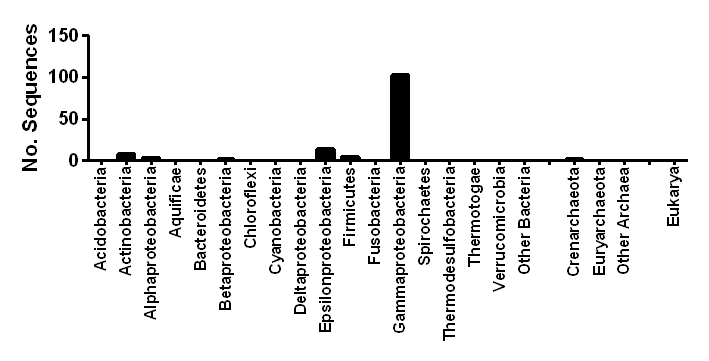 No. Sequences
150
100
50
0
Acidobacteria
Actinobacteria
Alphaproteobacteria
Aquificae
Bacteroidetes
Betaproteobacteria
Chloroflexi
Cyanobacteria
Deltaproteobacteria
Epsilonproteobacteria
Firmicutes
Fusobacteria
Gammaproteobacteria
Spirochaetes
Thermodesulfobacteria
Thermotogae
Verrucomicrobia
Other Bacteria
Crenarchaeota
Euryarchaeota
Other Archaea
Eukarya